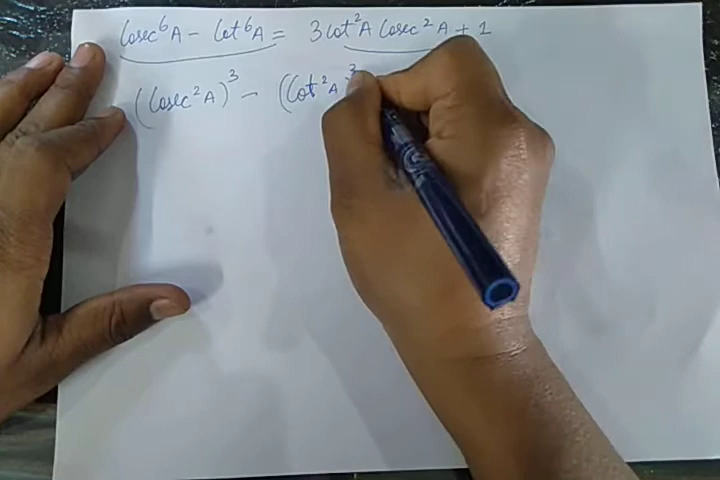 Cosec⁶A - Cot⁶A = 3Cot²A Cosec²A + 1
(Cosec²A)³ - (Cot²A ³